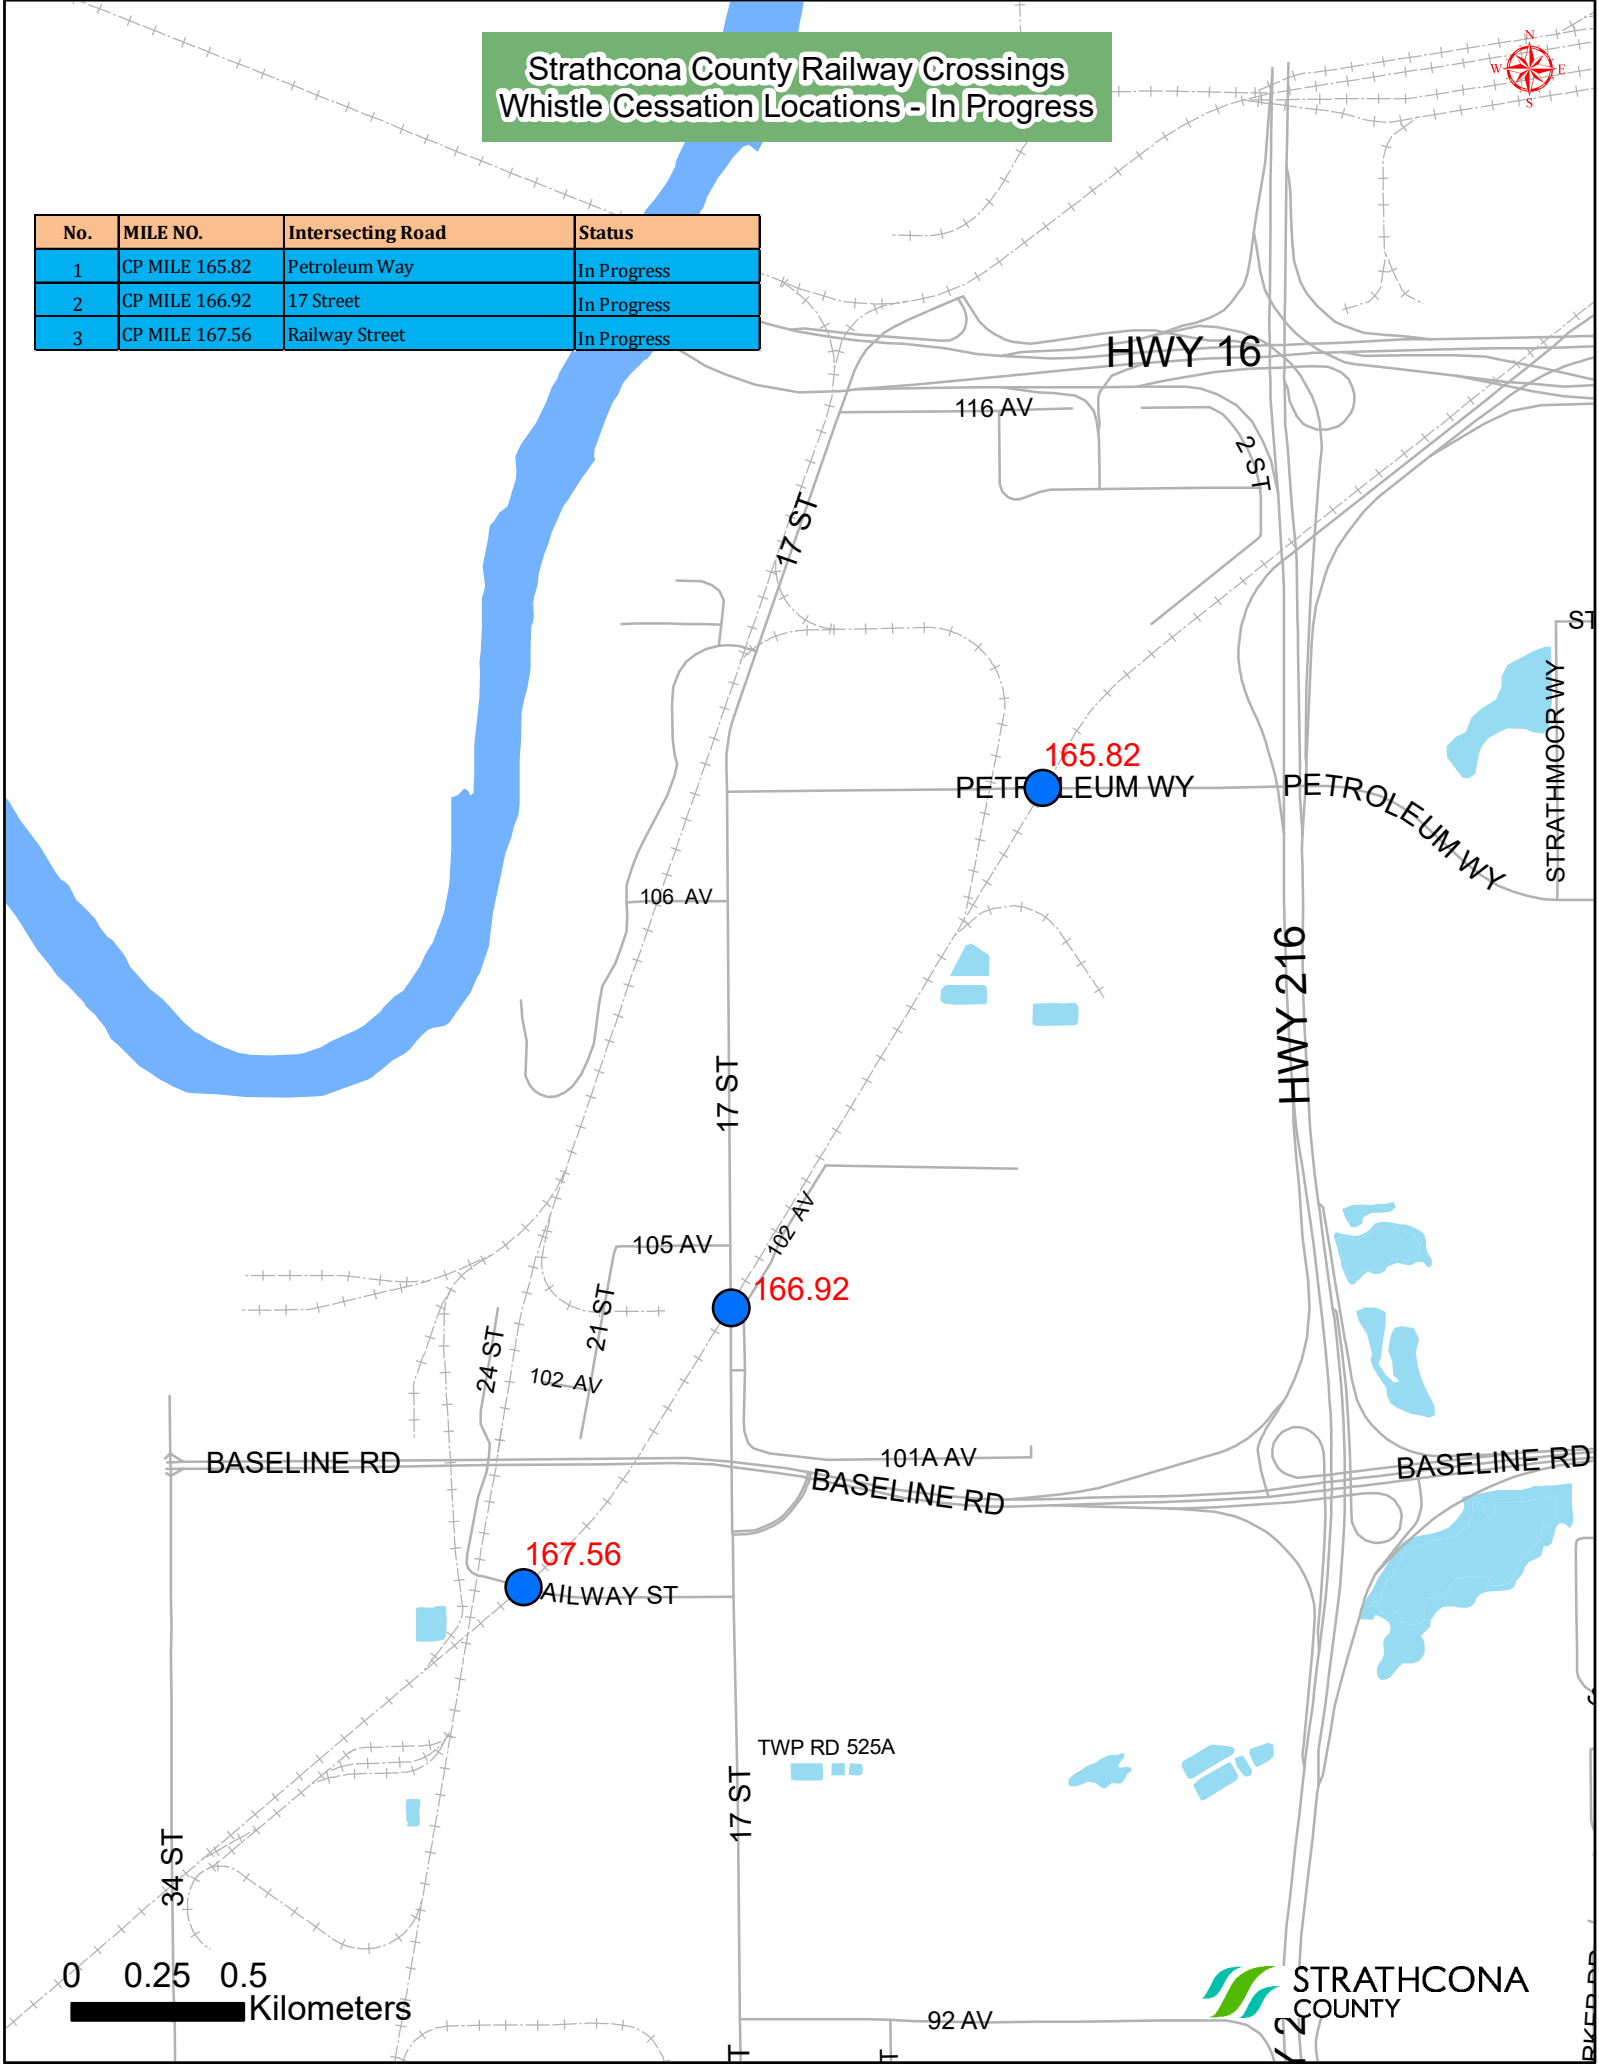 Strathcona County Railway Crossings
Whistle Cessation Locations - In Progress
N
W E
S
No. MILE NO. Intersecting Road Status
1 CP MILE 165.82 Petroleum Way In Progress
2 CP MILE 166.92 17 Street In Progress
3 CP MILE 167.56 Railway Street In Progress
HWY 16
116 AV
2 ST
17 ST
ST
STRATHMOOR WY
165.82
PETR LEUM WY
PETROLEUM WY
106 AV
HWY 216
17 ST
102 AV
105 AV
166.92
21 ST
24 ST
102 AV
BASELINE RD
101A AV
BASELINE RD
BASELINE RD
167.56
AILWAY ST
TWP RD 525A
17 ST
34 ST
0 0.25 0.5
Kilometers
STRATHCONA
COUNTY
92 AV
Y 2